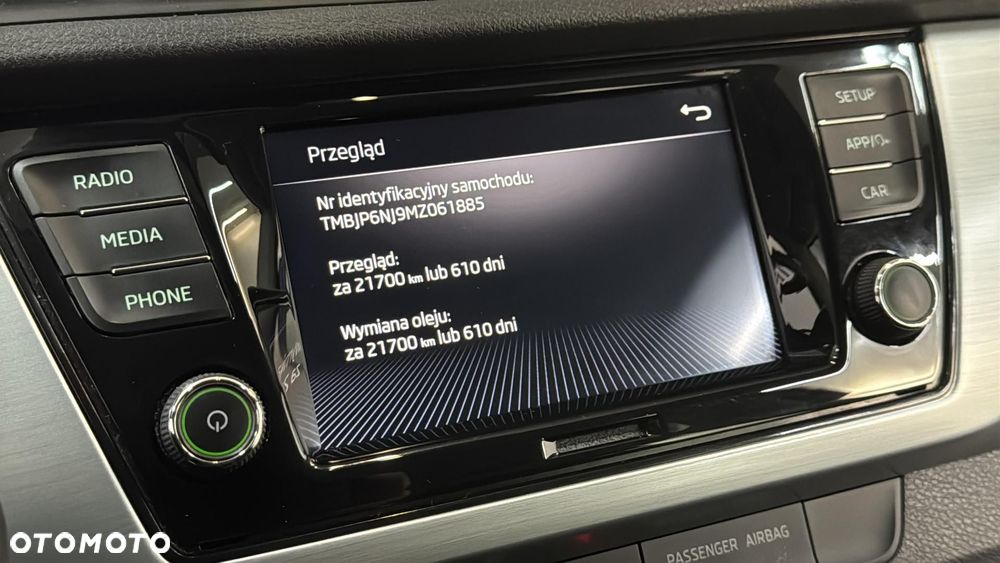 RADIO
MEDIA
PHONE
Przegląd
Nr identyfikacyjny samochodu:
TMBJP6NJ9MZ061885
Przegląd:
za 21700 km lub 610 dni
Wymiana oleju:
za 21700 km lub 610 dni
SETUP
APP/
CAR
PASSENGER AIRBAG
OTOMOTO